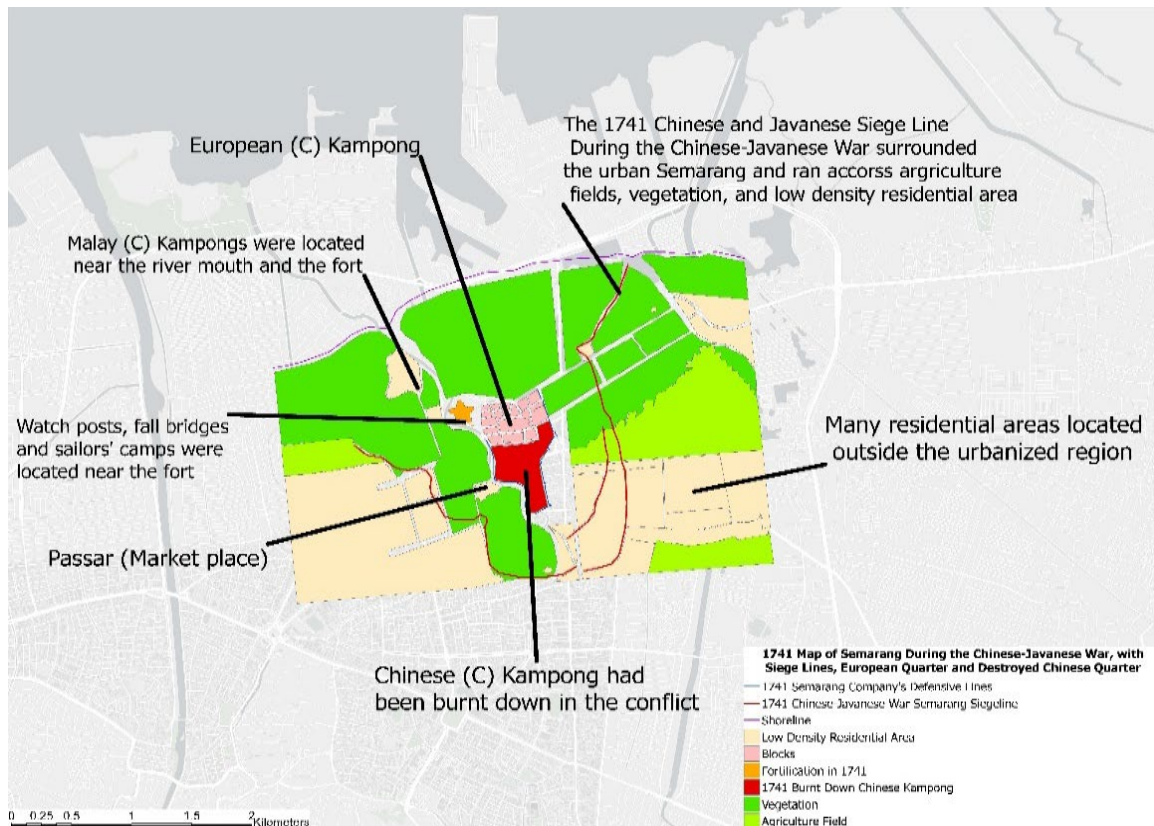 European (C) Kampong
The 1741 Chinese and Javanese Siege Line
During the Chinese-Javanese War surrounded
the urban Semarang and ran accorss argriculture
fields, vegetation, and low density residential area
Malay (C) Kampongs were located
near the river mouth and the fort
Watch posts, fall bridges
and sailors' camps were
located near the fort
Many residential areas located
outside the urbanized region
Passar (Market place)
Chinese (C) Kampong had
been burnt down in the conflict
1741 Map of Semarang During the Chinese-Javanese War, with
Siege Lines, European Quarter and Destroyed Chinese Quarter
1741 Semarang Company's Defensive Lines
1741 Chinese Javanese War Semarang Siegeline
Shoreline
Low Density Residential Area
Blocks
Fortification in 1741
1741 Burnt Down Chinese Kampong
Vegetation
Agriculture Field
0 0.25 0.5 1 1.5 2
Kilometers